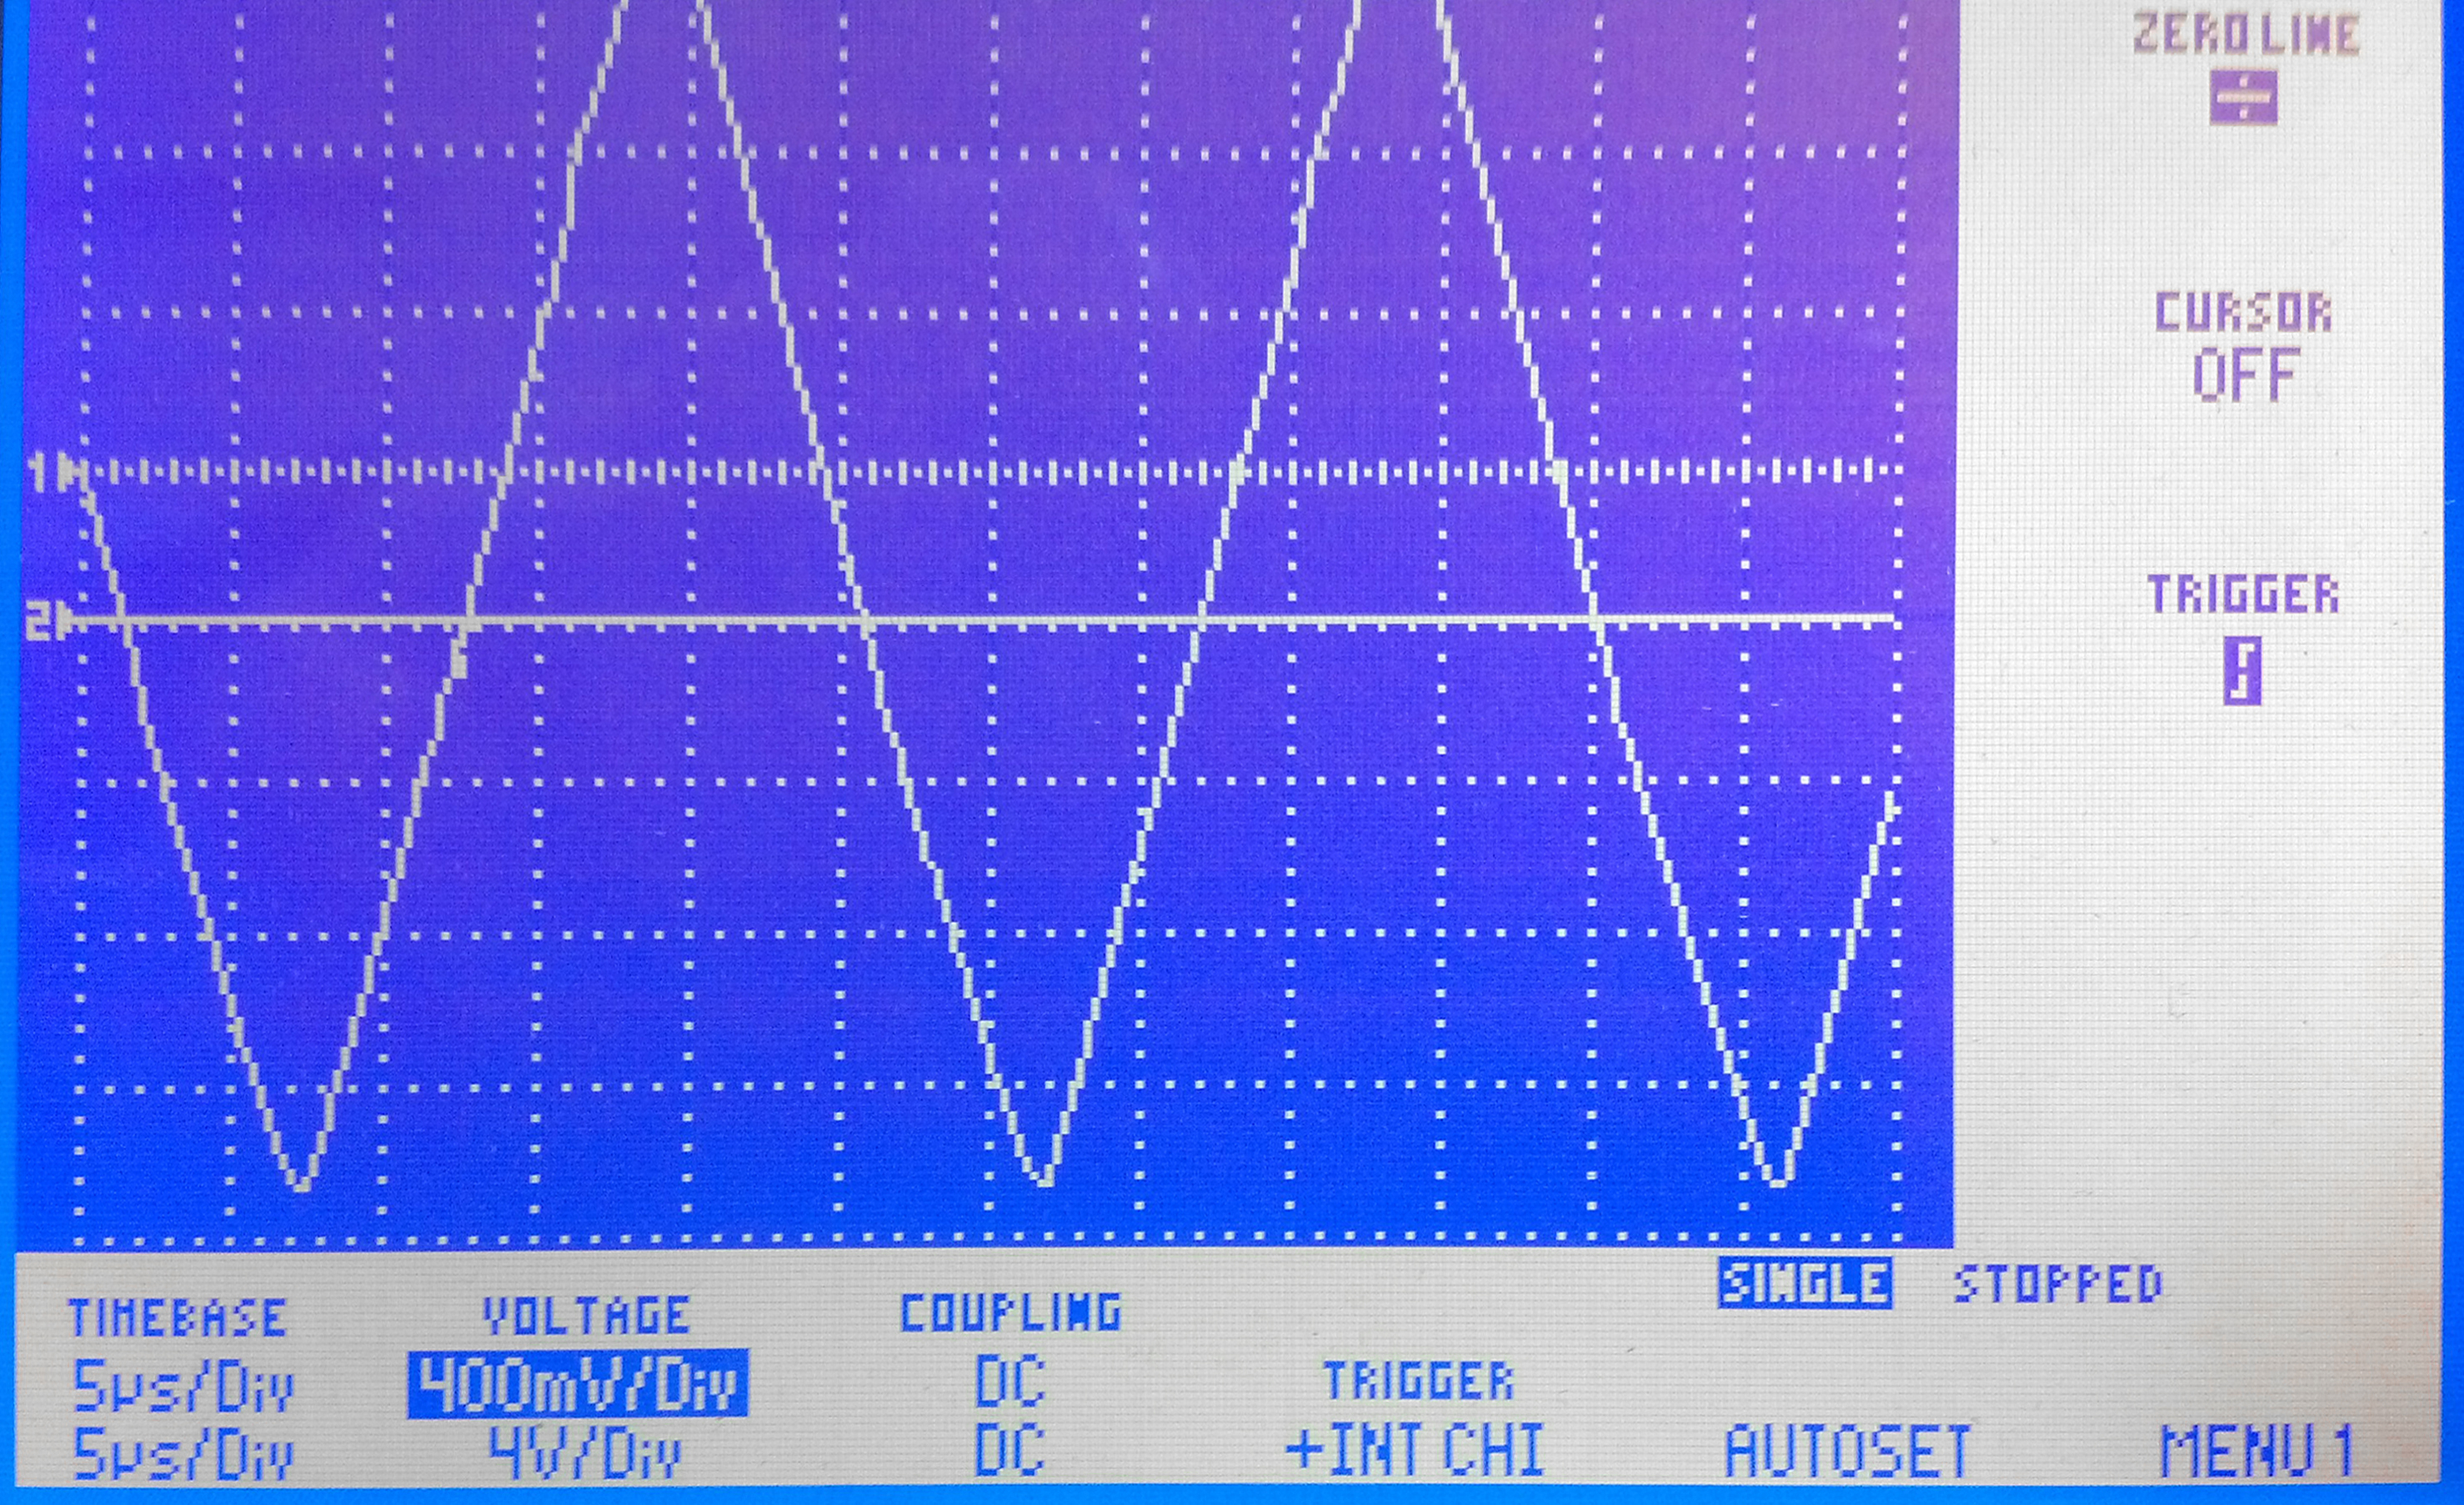 ZERO LINE
÷
CURSOR
OFF
TRIGGER
1
2
SINGLE STOPPED
TIMEBASE VOLTAGE COUPLING
5µs/Div 400mV/Div DC TRIGGER
5µs/Div 4V/Div DC +INT CH1 AUTOSET MENU 1